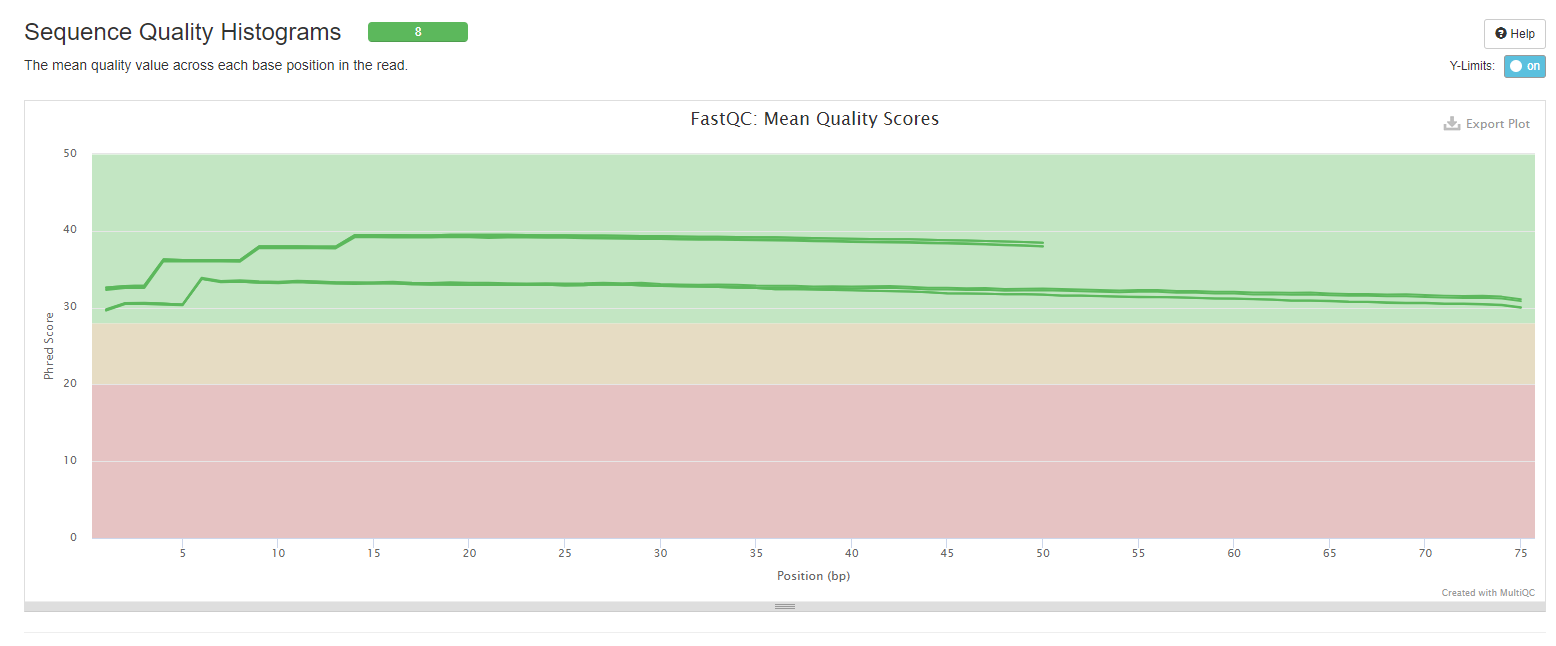 Sequence Quality Histograms 8
Help
The mean quality value across each base position in the read.
Y-Limits: on
FastQC: Mean Quality Scores
Export Plot
50
40
30
20
10
0
Phred Score
5 10 15 20 25 30 35 40 45 50 55 60 65 70 75
Position (bp)
Created with MultiQC